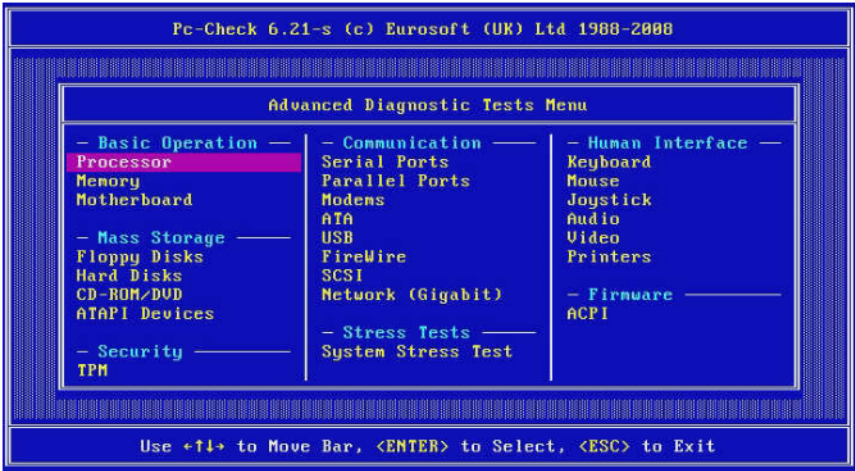 Pc-Check 6.21-s (c) Eurosoft (UK) Ltd 1988-2008
Advanced Diagnostic Tests Menu
— Basic Operation —
Processor
Memory
Motherboard
— Mass Storage —
Floppy Disks
Hard Disks
CD-ROM/DVD
ATAPI Devices
— Security —
TPM
— Communication —
Serial Ports
Parallel Ports
Modems
ATA
USB
FireWire
SCSI
Network (Gigabit)
— Stress Tests —
System Stress Test
— Human Interface —
Keyboard
Mouse
Joystick
Audio
Video
Printers
— Firmware —
ACPI
Use ←↑↓→ to Move Bar, <ENTER> to Select, <ESC> to Exit